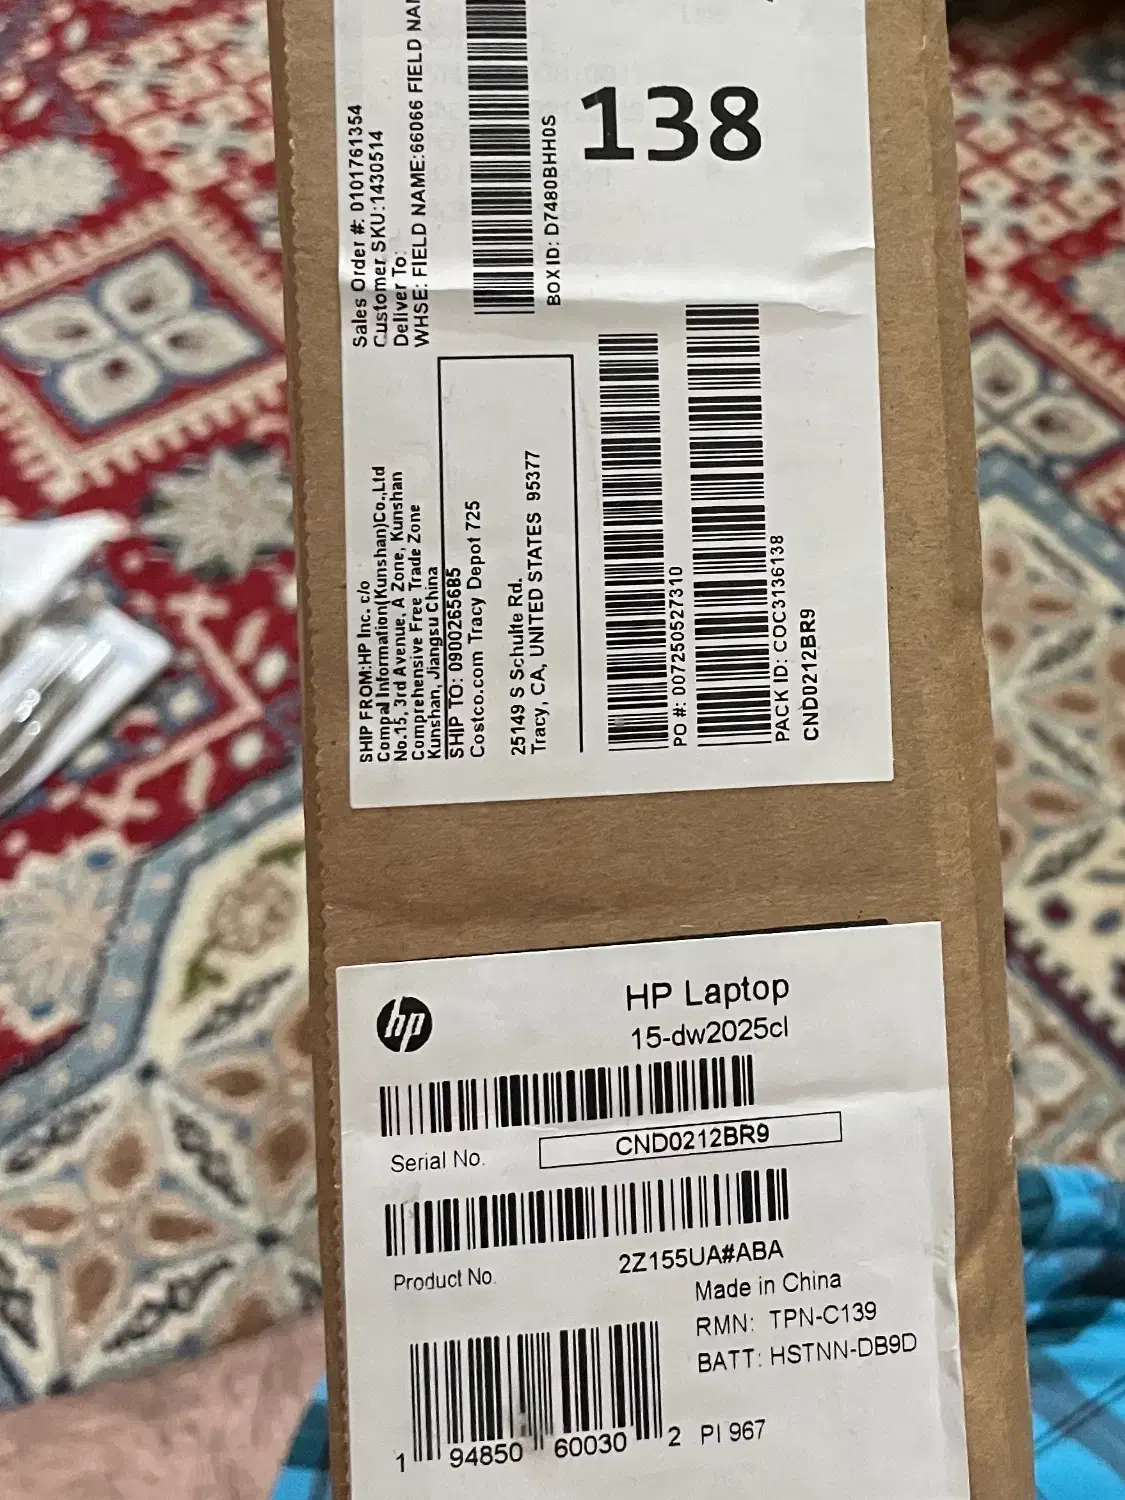 Sales Order #: 0101761354
Customer SKU:1430514
Deliver To:
WHSE: FIELD NAME:66066 FIELD
BOX ID: D7480BHH0S
138
SHIP FROM:HP Inc. c/o
Compal Information(Kunshan)Co.,Ltd
No.15, 3rd Avenue, A Zone, Kunshan
Comprehensive Free Trade Zone
Kunshan, Jiangsu China
SHIP TO: 0900265685
Costco.com Tracy Depot 725
25149 S Schulte Rd.
Tracy, CA, UNITED STATES 95377
PO #: 00725050527310
PACK ID: COC3136138
CND0212BR9
hp
HP Laptop
15-dw2025cl
Serial No. CND0212BR9
Product No. 2Z155UA#ABA
Made in China
RMN: TPN-C139
BATT: HSTNN-DB9D
1 94850 60030 2 PI 967